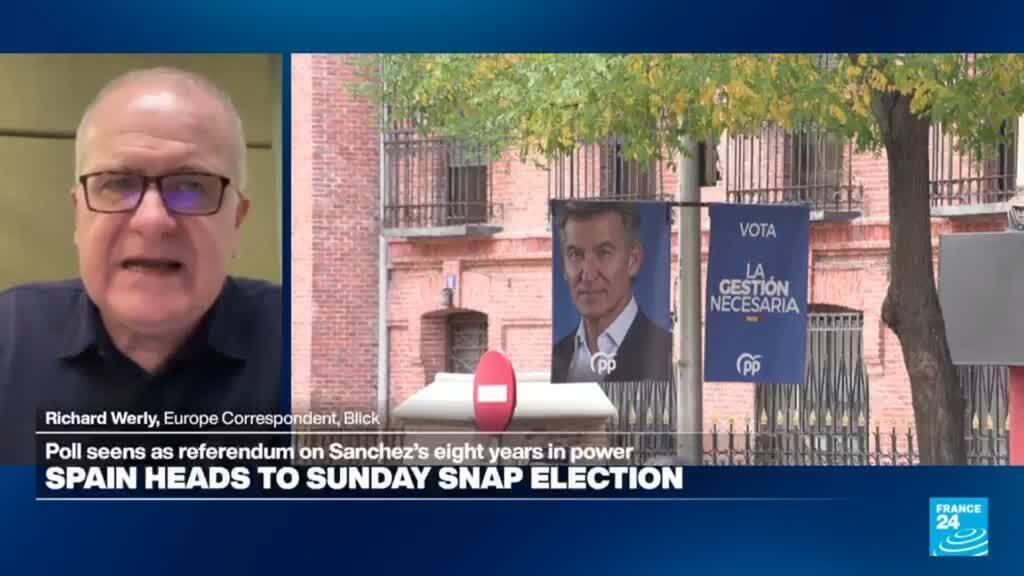 VOTA
LA
GESTIÓN
NECESARIA
PP
PP
Richard Werly, Europe Correspondent, Blick
Poll seens as referendum on Sanchez's eight years in power
SPAIN HEADS TO SUNDAY SNAP ELECTION
FRANCE
24